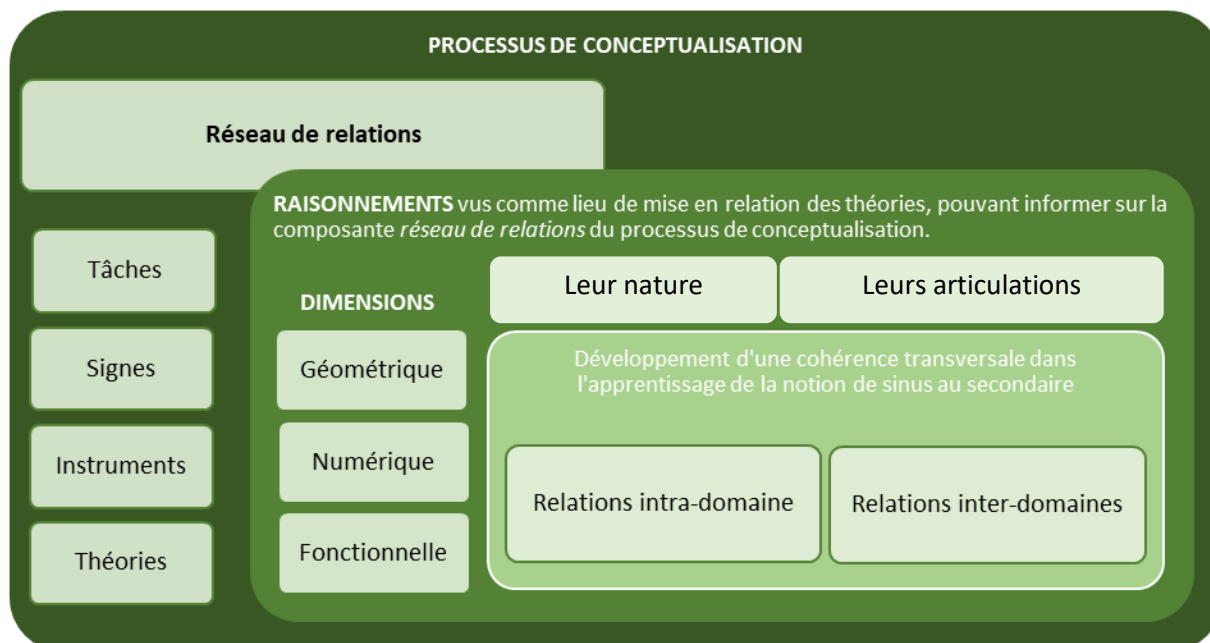 PROCESSUS DE CONCEPTUALISATION
Réseau de relations
RAISONNEMENTS vus comme lieu de mise en relation des théories, pouvant informer sur la
composante réseau de relations du processus de conceptualisation.
Tâches
Signes
Instruments
Théories
DIMENSIONS
Géométrique
Numérique
Fonctionnelle
Leur nature
Leurs articulations
Développement d'une cohérence transversale dans
l'apprentissage de la notion de sinus au secondaire
Relations intra-domaine
Relations inter-domaines